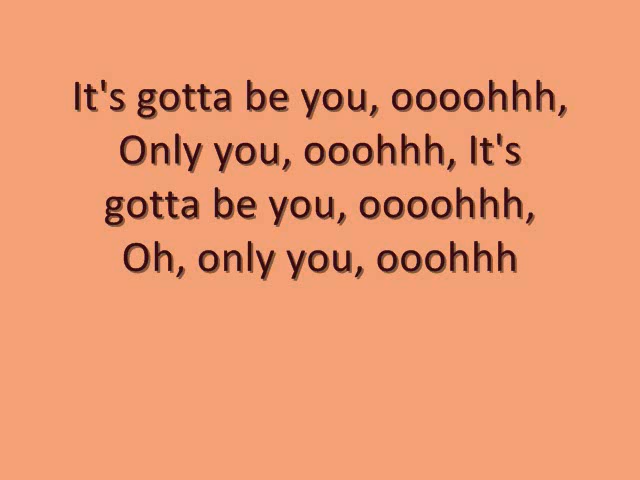 It's gotta be you, oooohhh,
Only you, ooohhh, It's
gotta be you, oooohhh,
Oh, only you, ooohhh